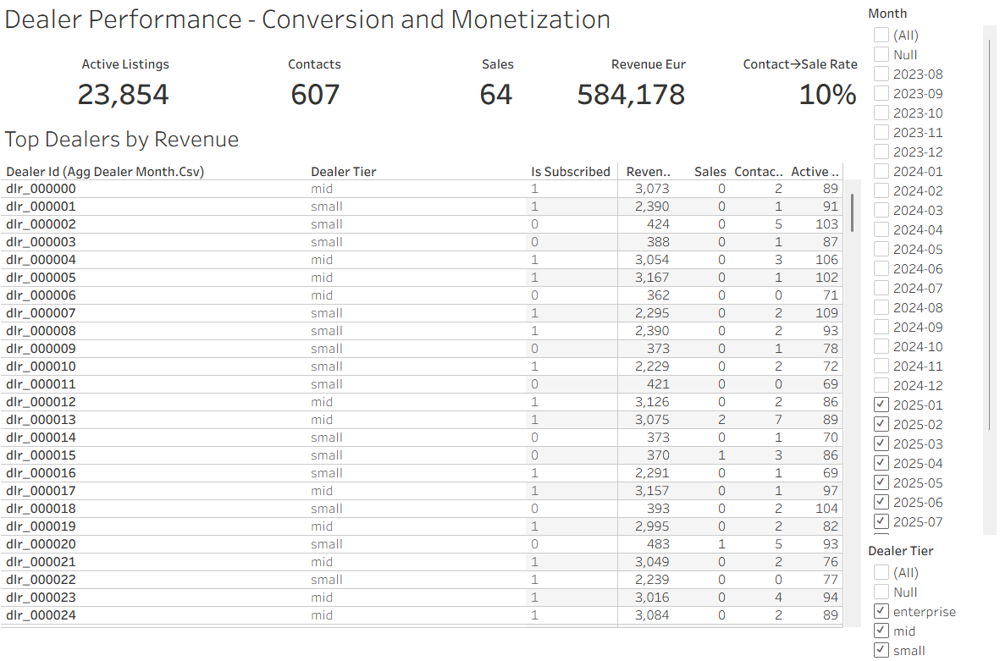 Dealer Performance - Conversion and Monetization
Active Listings Contacts Sales Revenue Eur Contact→Sale Rate
23,854 607 64 584,178 10%
Top Dealers by Revenue
Dealer Id (Agg Dealer Month.Csv) Dealer Tier Is Subscribed Reven.. Sales Contac.. Active ..
dlr_000000 mid 1 3,073 0 2 89
dlr_000001 small 1 2,390 0 1 91
dlr_000002 small 0 424 0 5 103
dlr_000003 small 0 388 0 1 87
dlr_000004 mid 1 3,054 0 3 106
dlr_000005 mid 1 3,167 0 1 102
dlr_000006 mid 0 362 0 0 71
dlr_000007 small 1 2,295 0 2 109
dlr_000008 small 1 2,390 0 2 93
dlr_000009 small 0 373 0 1 78
dlr_000010 small 1 2,229 0 2 72
dlr_000011 small 0 421 0 0 69
dlr_000012 mid 1 3,126 0 2 86
dlr_000013 mid 1 3,075 2 7 89
dlr_000014 small 0 373 0 1 70
dlr_000015 small 0 370 1 3 86
dlr_000016 small 1 2,291 0 1 69
dlr_000017 mid 1 3,157 0 1 97
dlr_000018 small 0 393 0 2 104
dlr_000019 mid 1 2,995 0 2 82
dlr_000020 small 0 483 1 5 93
dlr_000021 mid 1 3,049 0 2 76
dlr_000022 small 1 2,239 0 0 77
dlr_000023 mid 1 3,016 0 4 94
dlr_000024 mid 1 3,084 0 2 89
Month
(All)
Null
2023-08
2023-09
2023-10
2023-11
2023-12
2024-01
2024-02
2024-03
2024-04
2024-05
2024-06
2024-07
2024-08
2024-09
2024-10
2024-11
2024-12
2025-01
2025-02
2025-03
2025-04
2025-05
2025-06
2025-07
Dealer Tier
(All)
Null
enterprise
mid
small